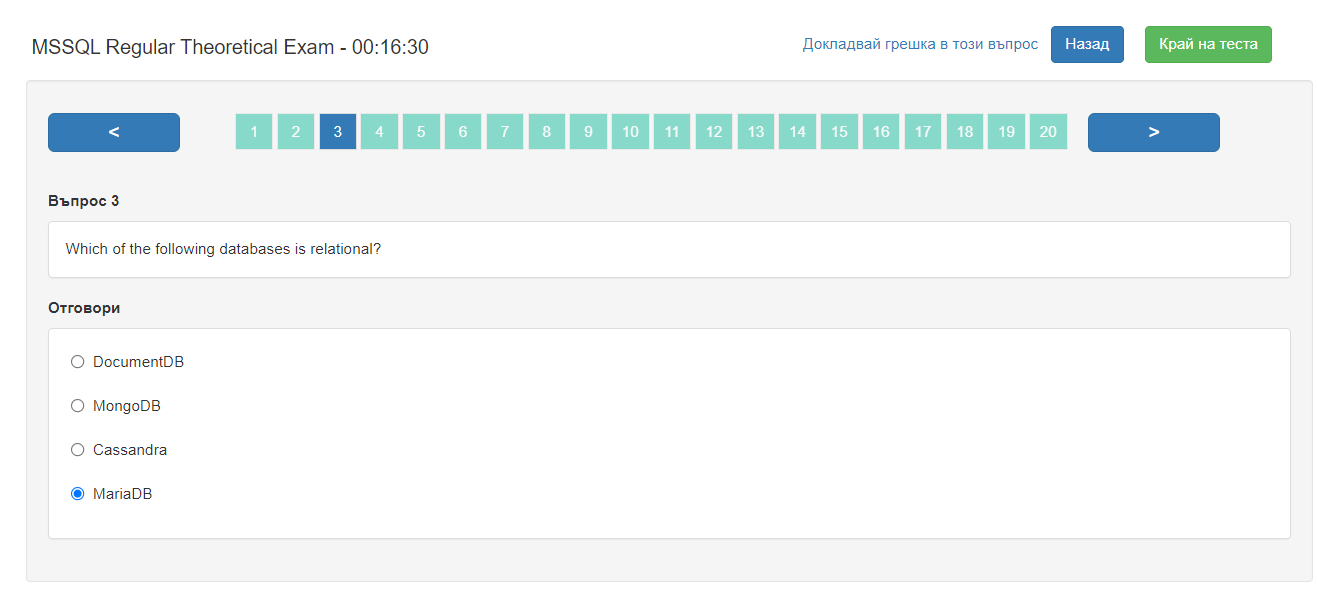 MSSQL Regular Theoretical Exam - 00:16:30
Докладвай грешка в този въпрос
Назад
Край на теста
< 1 2 3 4 5 6 7 8 9 10 11 12 13 14 15 16 17 18 19 20 >
Въпрос 3
Which of the following databases is relational?
Отговори
DocumentDB
MongoDB
Cassandra
MariaDB